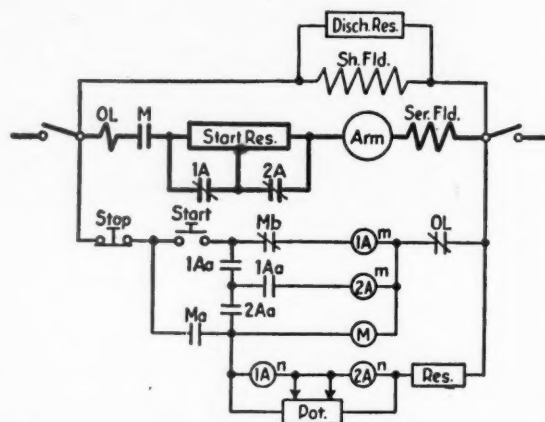 Disch. Res.
Sh. Fld.
OL M Start Res. Arm Ser. Fld.
1A 2A
Stop Start Mb 1A m OL
1Aa 1Aa 2A m
Ma 2Aa M
1A n 2A n Res.
Pot.